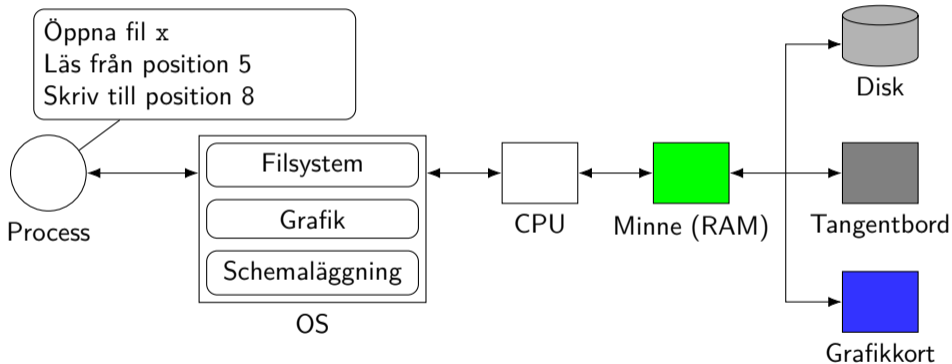 Öppna fil x
Läs från position 5
Skriv till position 8
Process
Filsystem
Grafik
Schemaläggning
OS
CPU
Minne (RAM)
Disk
Tangentbord
Grafikkort